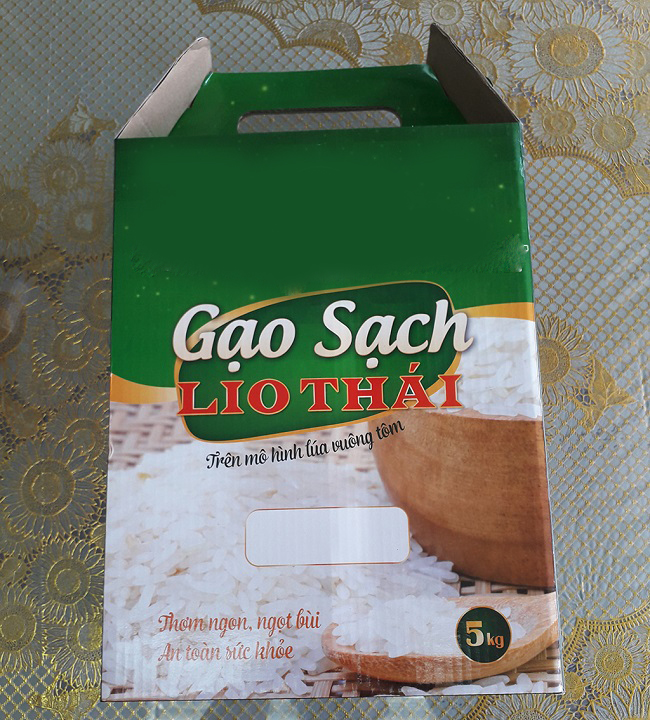 Gạo Sạch
LIO THÁI
Trên mô hình lúa vuông tôm
Thơm ngon, ngọt bùi
An toàn sức khỏe
5kg